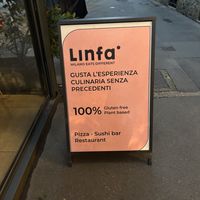 Linfa
MILANO EATS DIFFERENT
GUSTA L'ESPERIENZA
CULINARIA SENZA
PRECEDENTI
100% Gluten free
Plant based
Pizza - Sushi bar
Restaurant